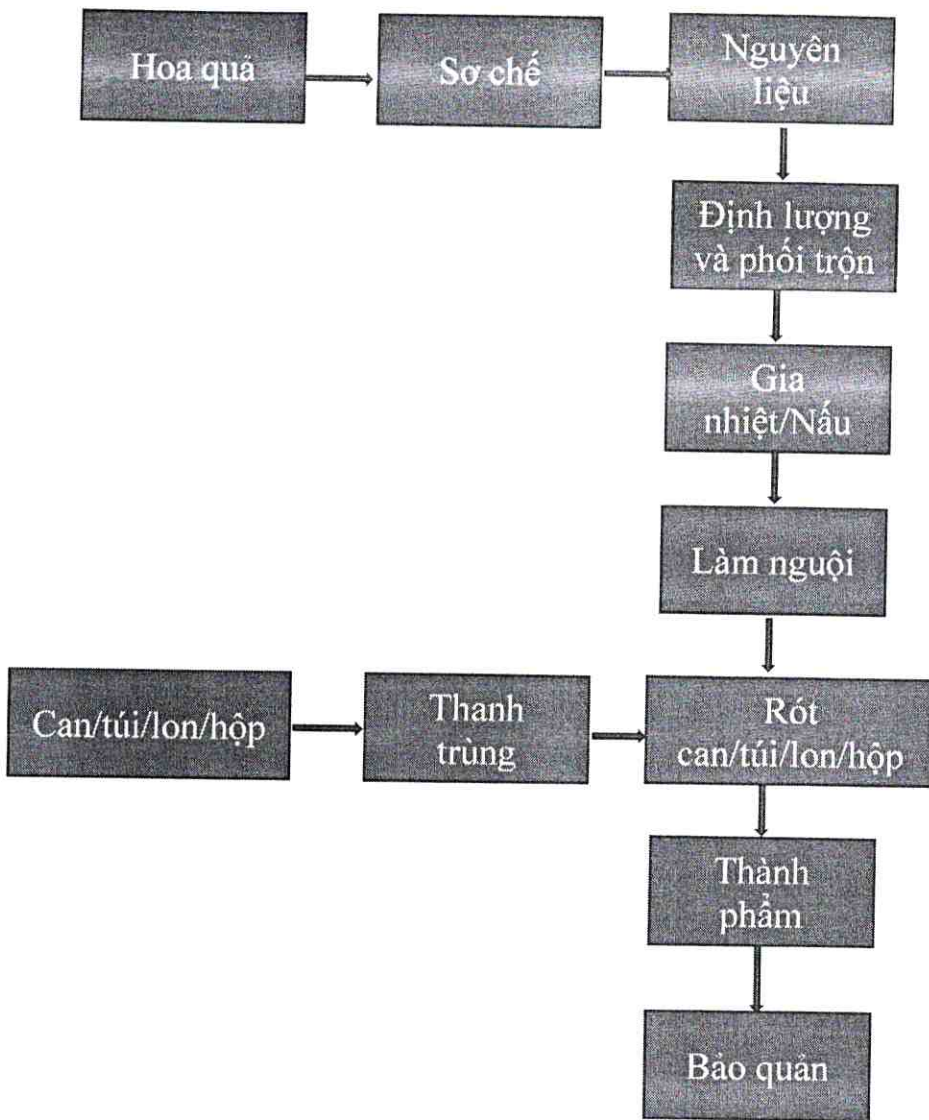 Hoa quả
Sơ chế
Nguyên
liệu
Định lượng
và phối trộn
Gia
nhiệt/Nấu
Làm nguội
Can/túi/lon/hộp
Thanh
trùng
Rót
can/túi/lon/hộp
Thành
phẩm
Bảo quản